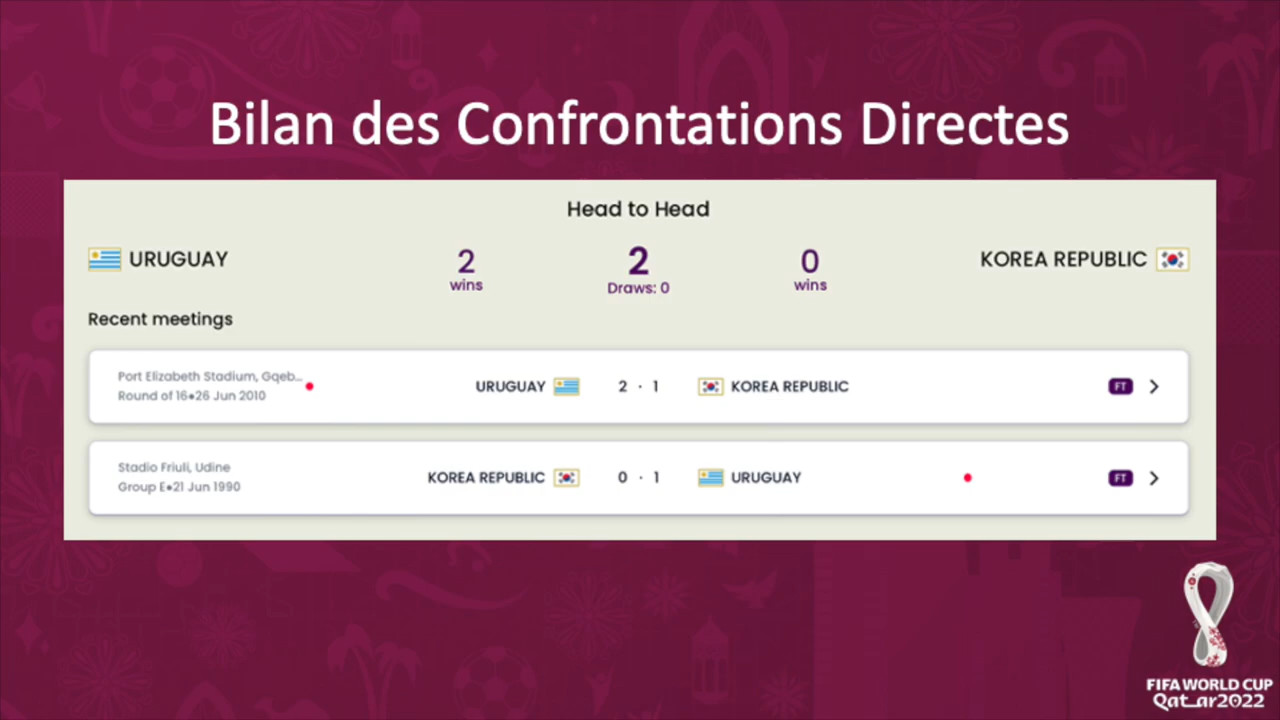 Bilan des Confrontations Directes
Head to Head
URUGUAY
2
wins
2
Draws: 0
0
wins
KOREA REPUBLIC
Recent meetings
Port Elizabeth Stadium, Gqeb...
Round of 16•26 Jun 2010
URUGUAY 2 · 1 KOREA REPUBLIC
FT
Stadio Friuli, Udine
Group E•21 Jun 1990
KOREA REPUBLIC 0 · 1 URUGUAY
FT
FIFA WORLD CUP
Qatar2022